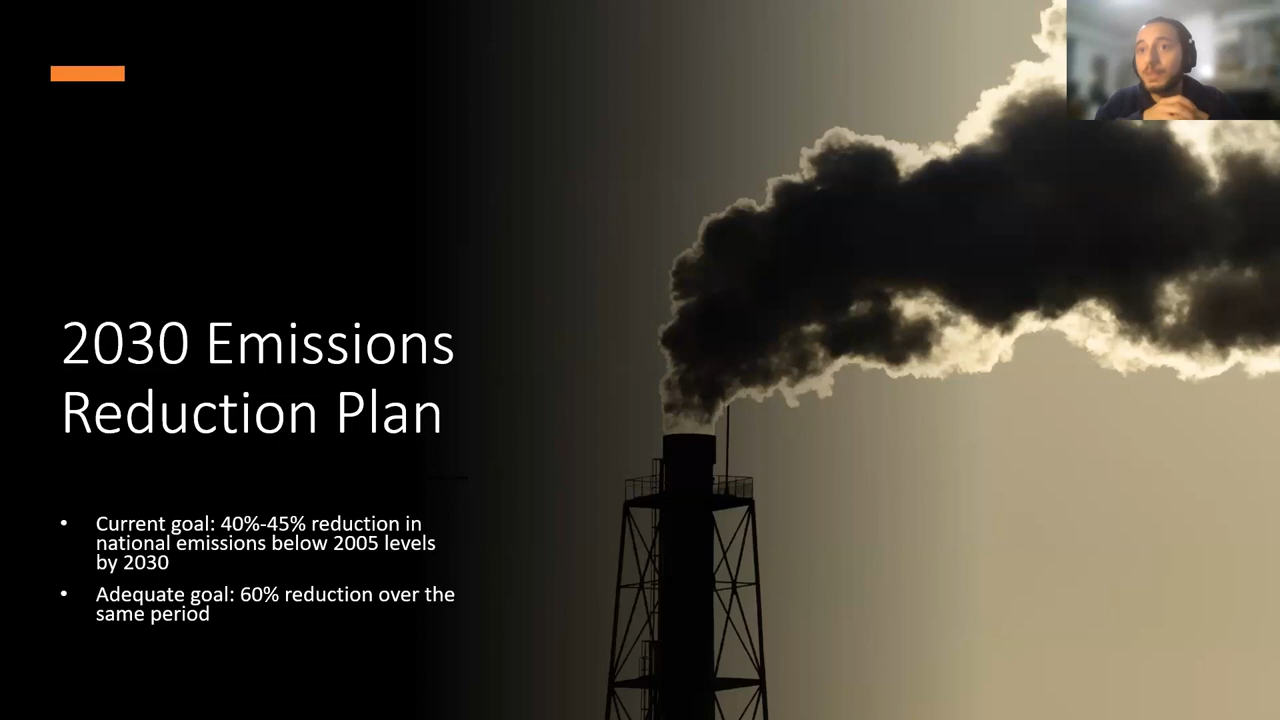 2030 Emissions
Reduction Plan
• Current goal: 40%-45% reduction in
national emissions below 2005 levels
by 2030
• Adequate goal: 60% reduction over the
same period